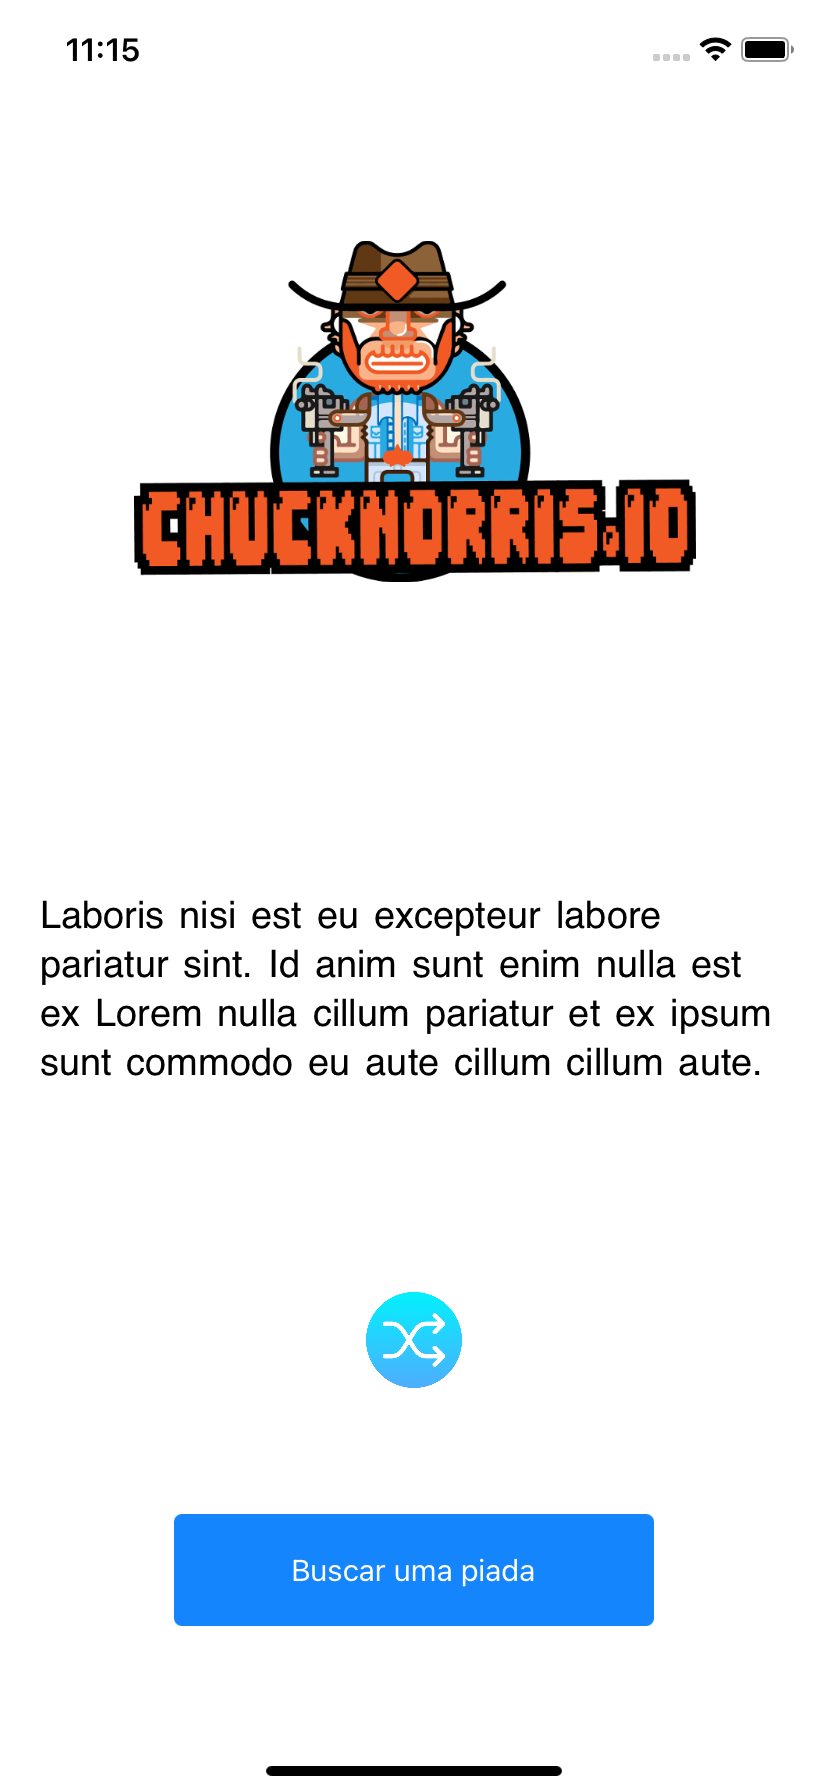 11:15
CHUCKNORRIS.IO
Laboris nisi est eu excepteur labore
pariatur sint. Id anim sunt enim nulla est
ex Lorem nulla cillum pariatur et ex ipsum
sunt commodo eu aute cillum cillum aute.
Buscar uma piada